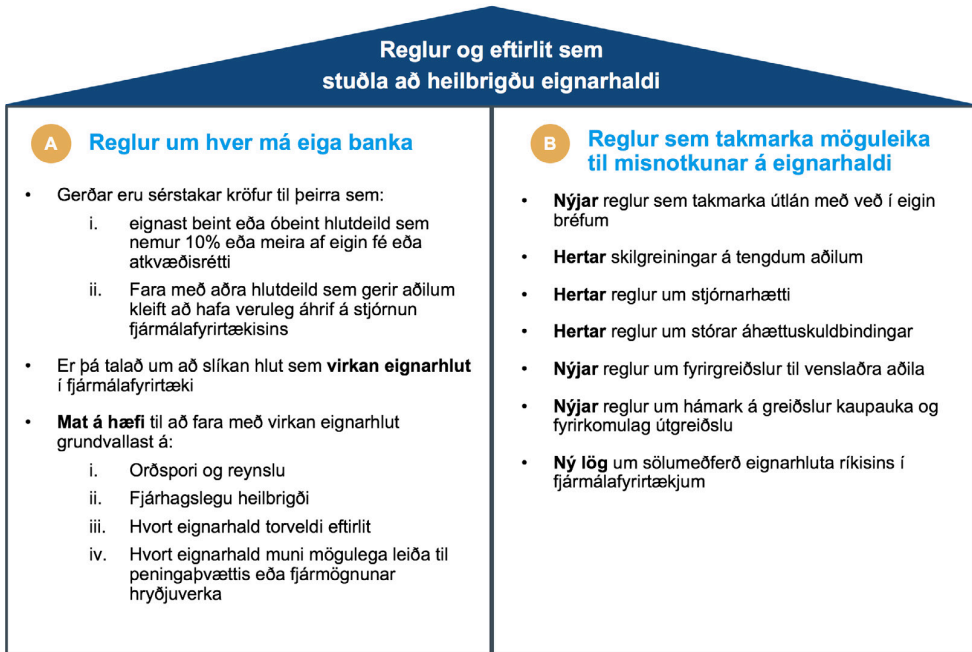 Reglur og eftirlit sem
stuðla að heilbrigðu eignarhaldi
A
Reglur um hver má eiga banka
• Gerðar eru sérstakar kröfur til þeirra sem:
i. eignast beint eða óbeint hlutdeild sem
nemur 10% eða meira af eigin fé eða
atkvæðisrétti
ii. Fara með aðra hlutdeild sem gerir aðilum
kleift að hafa veruleg áhrif á stjórnun
fjármálafyrirtækisins
• Er þá talað um að slíkan hlut sem virkan eignarhlut
í fjármálafyrirtæki
• Mat á hæfi til að fara með virkan eignarhlut
grundvallast á:
i. Orðspori og reynslu
ii. Fjárhagslegu heilbrigði
iii. Hvort eignarhald torveldi eftirlit
iv. Hvort eignarhald muni mögulega leiða til
peningaþvættis eða fjármögnunar
hryðjuverka
B
Reglur sem takmarka möguleika
til misnotkunar á eignarhaldi
• Nýjar reglur sem takmarka útlán með veð í eigin
bréfum
• Hertar skilgreiningar á tengdum aðilum
• Hertar reglur um stjórnarhætti
• Hertar reglur um stórar áhættuskuldbindingar
• Nýjar reglur um fyrirgreiðslur til venslaðra aðila
• Nýjar reglur um hámark á greiðslur kaupauka og
fyrirkomulag útgreiðslu
• Ný lög um sölumeðferð eignarhluta ríkisins í
fjármálafyrirtækjum